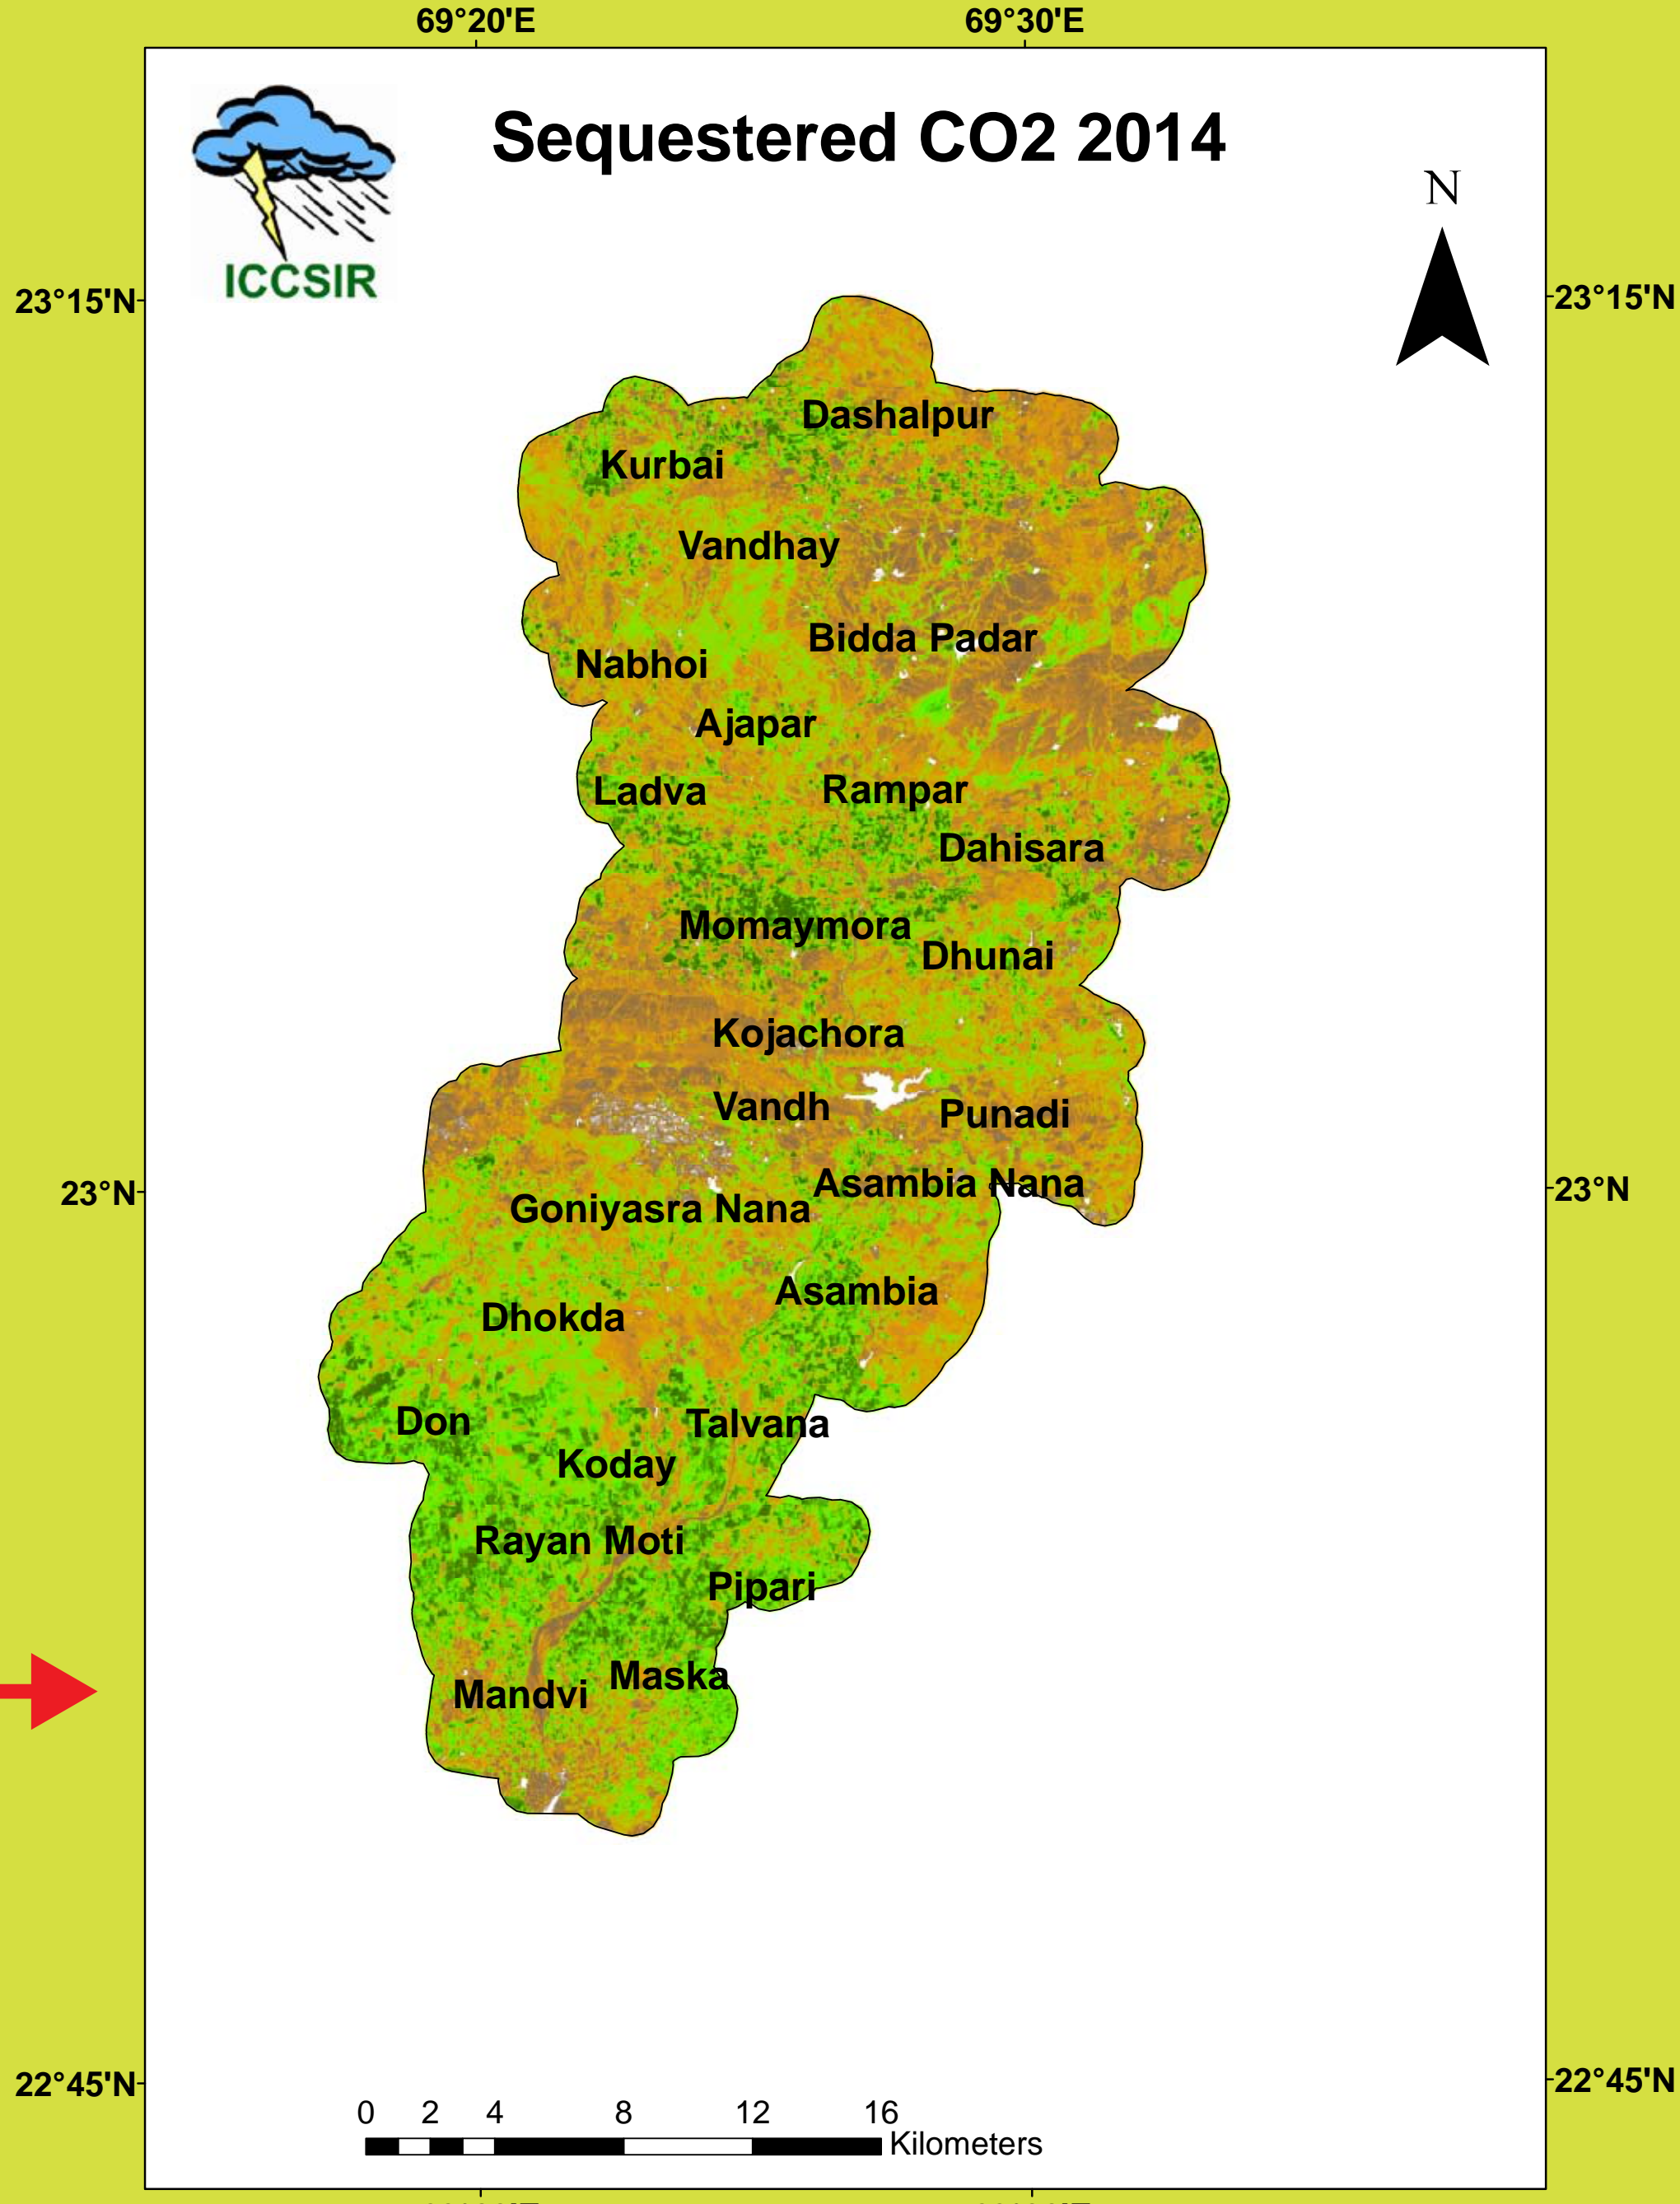 69°20'E 69°30'E
Sequestered CO2 2014
N
ICCSIR
23°15'N 23°15'N
Dashalpur
Kurbai
Vandhay
Bidda Padar
Nabhoi
Ajapar
Ladva Rampar
Dahisara
Momaymora
Dhunai
Kojachora
Vandh Punadi
Asambia Nana
23°N 23°N
Goniyasra Nana
Asambia
Dhokda
Don Talvana
Koday
Rayan Moti
Pipari
Maska
Mandvi
22°45'N 22°45'N
0 2 4 8 12 16
Kilometers